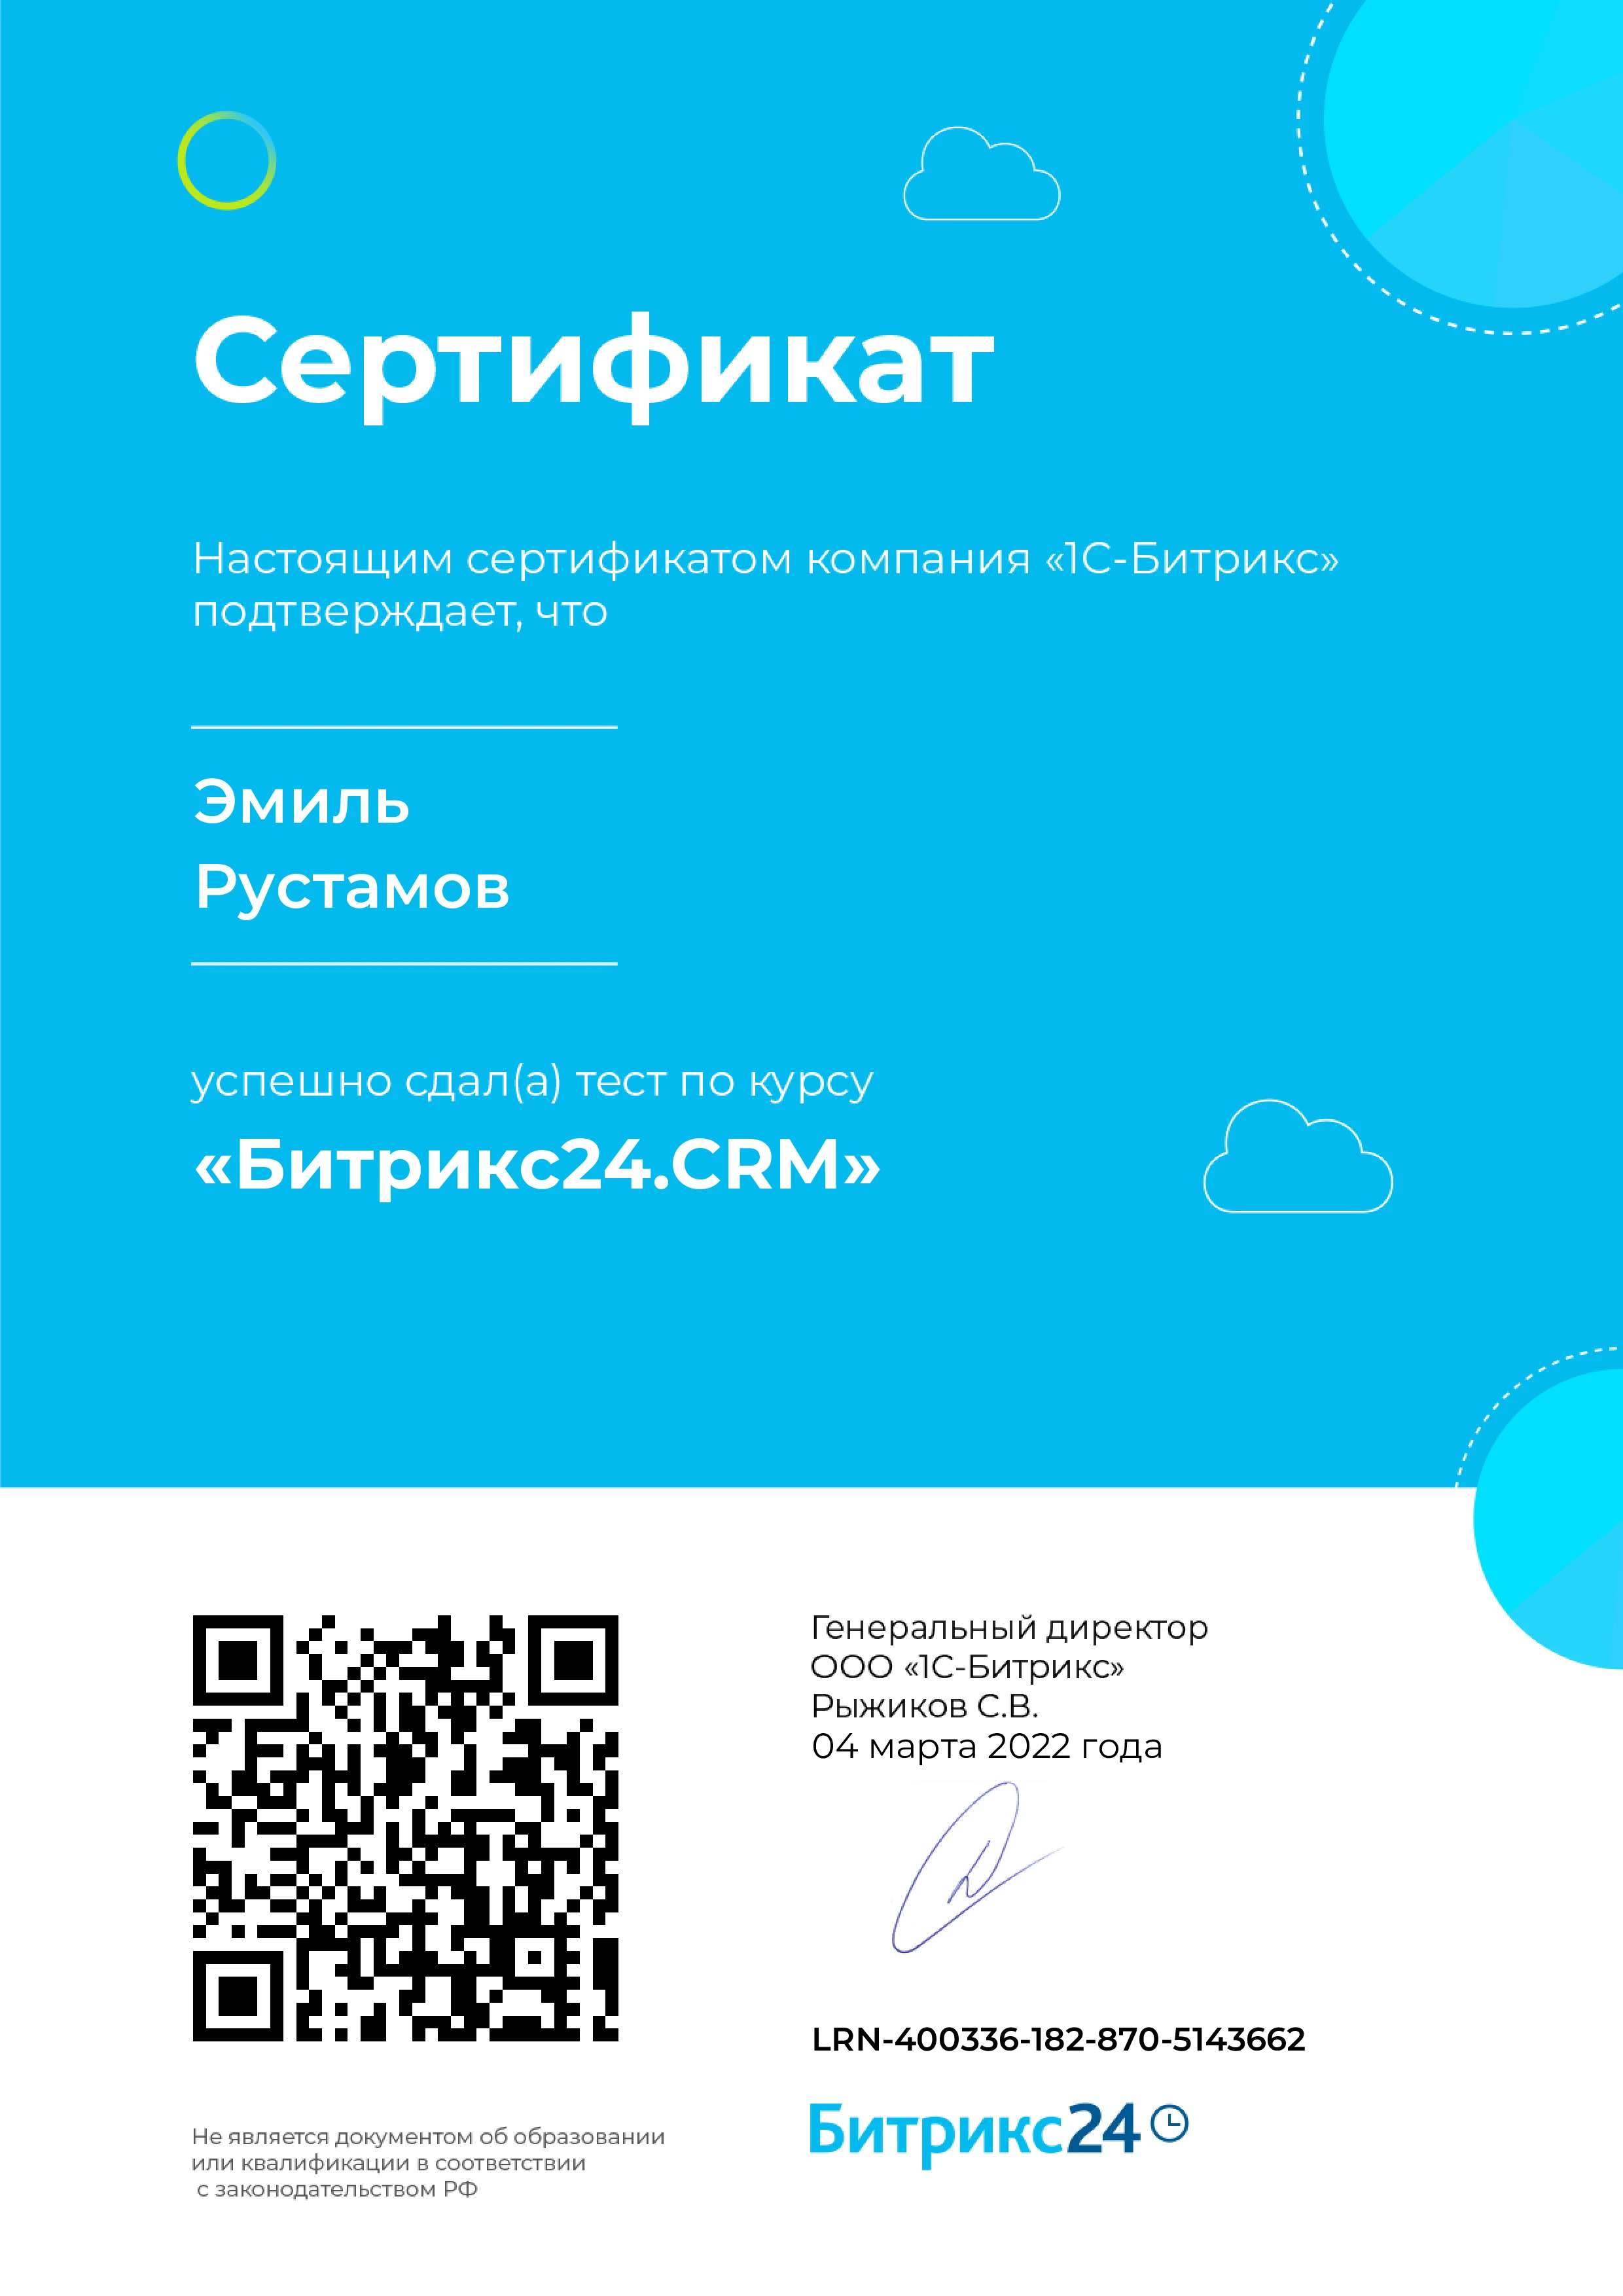 Сертификат
Настоящим сертификатом компания «1С-Битрикс»
подтверждает, что
Эмиль
Рустамов
успешно сдал(а) тест по курсу
«Битрикс24.CRM»
Генеральный директор
ООО «1С-Битрикс»
Рыжиков С.В.
04 марта 2022 года
LRN-400336-182-870-5143662
Битрикс24
Не является документом об образовании
или квалификации в соответствии
с законодательством РФ